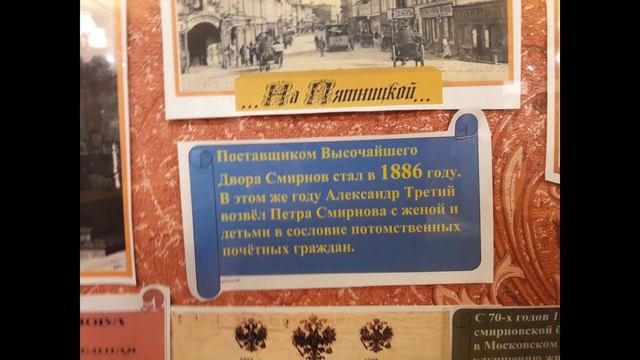 ...На Пятницкой...
Поставщиком Высочайшего
Двора Смирнов стал в 1886 году.
В этом же году Александр Третий
возвёл Петра Смирнова с женой и
детьми в сословие потомственных
почётных граждан.
С 70-х годов 1
смирновской б
в Московском